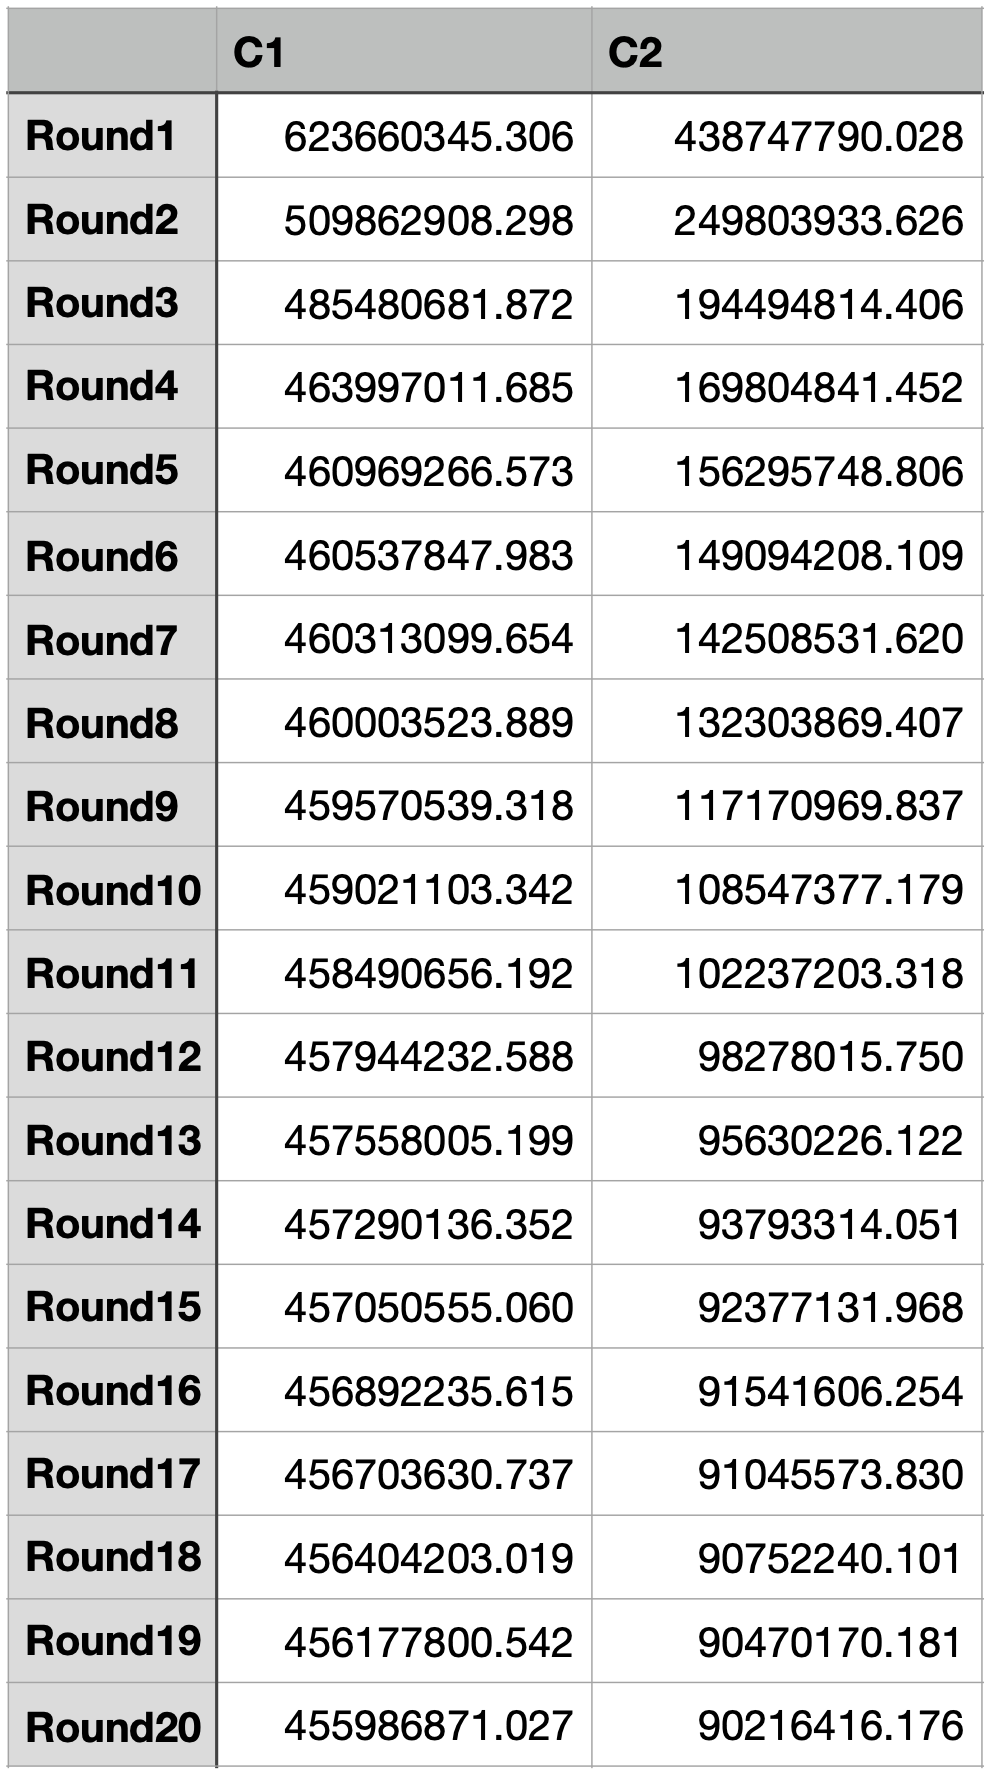 C1 C2
Round1 623660345.306 438747790.028
Round2 509862908.298 249803933.626
Round3 485480681.872 194494814.406
Round4 463997011.685 169804841.452
Round5 460969266.573 156295748.806
Round6 460537847.983 149094208.109
Round7 460313099.654 142508531.620
Round8 460003523.889 132303869.407
Round9 459570539.318 117170969.837
Round10 459021103.342 108547377.179
Round11 458490656.192 102237203.318
Round12 457944232.588 98278015.750
Round13 457558005.199 95630226.122
Round14 457290136.352 93793314.051
Round15 457050555.060 92377131.968
Round16 456892235.615 91541606.254
Round17 456703630.737 91045573.830
Round18 456404203.019 90752240.101
Round19 456177800.542 90470170.181
Round20 455986871.027 90216416.176